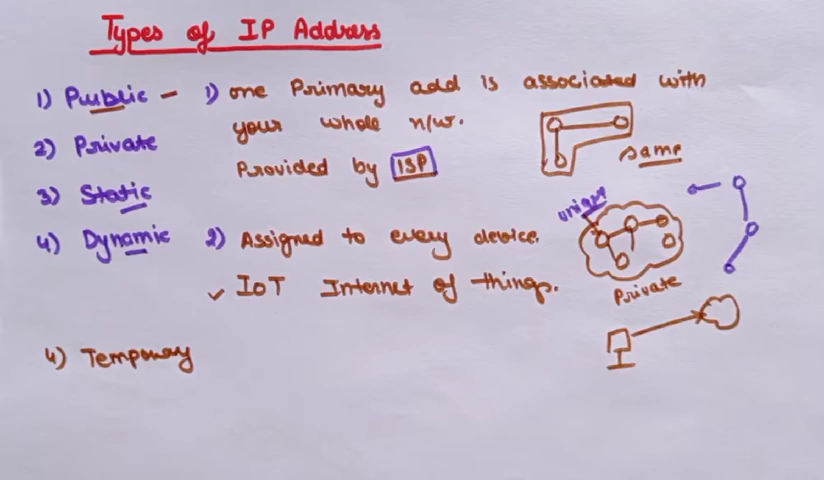 Types of IP Address
1) Public - 1) one Primary add is associated with
your whole n/w.
2) Private
Provided by ISP
same
3) Static
unique
4) Dynamic 2) Assigned to every device.
✓ IoT Internet of things.
Private
4) Temporary